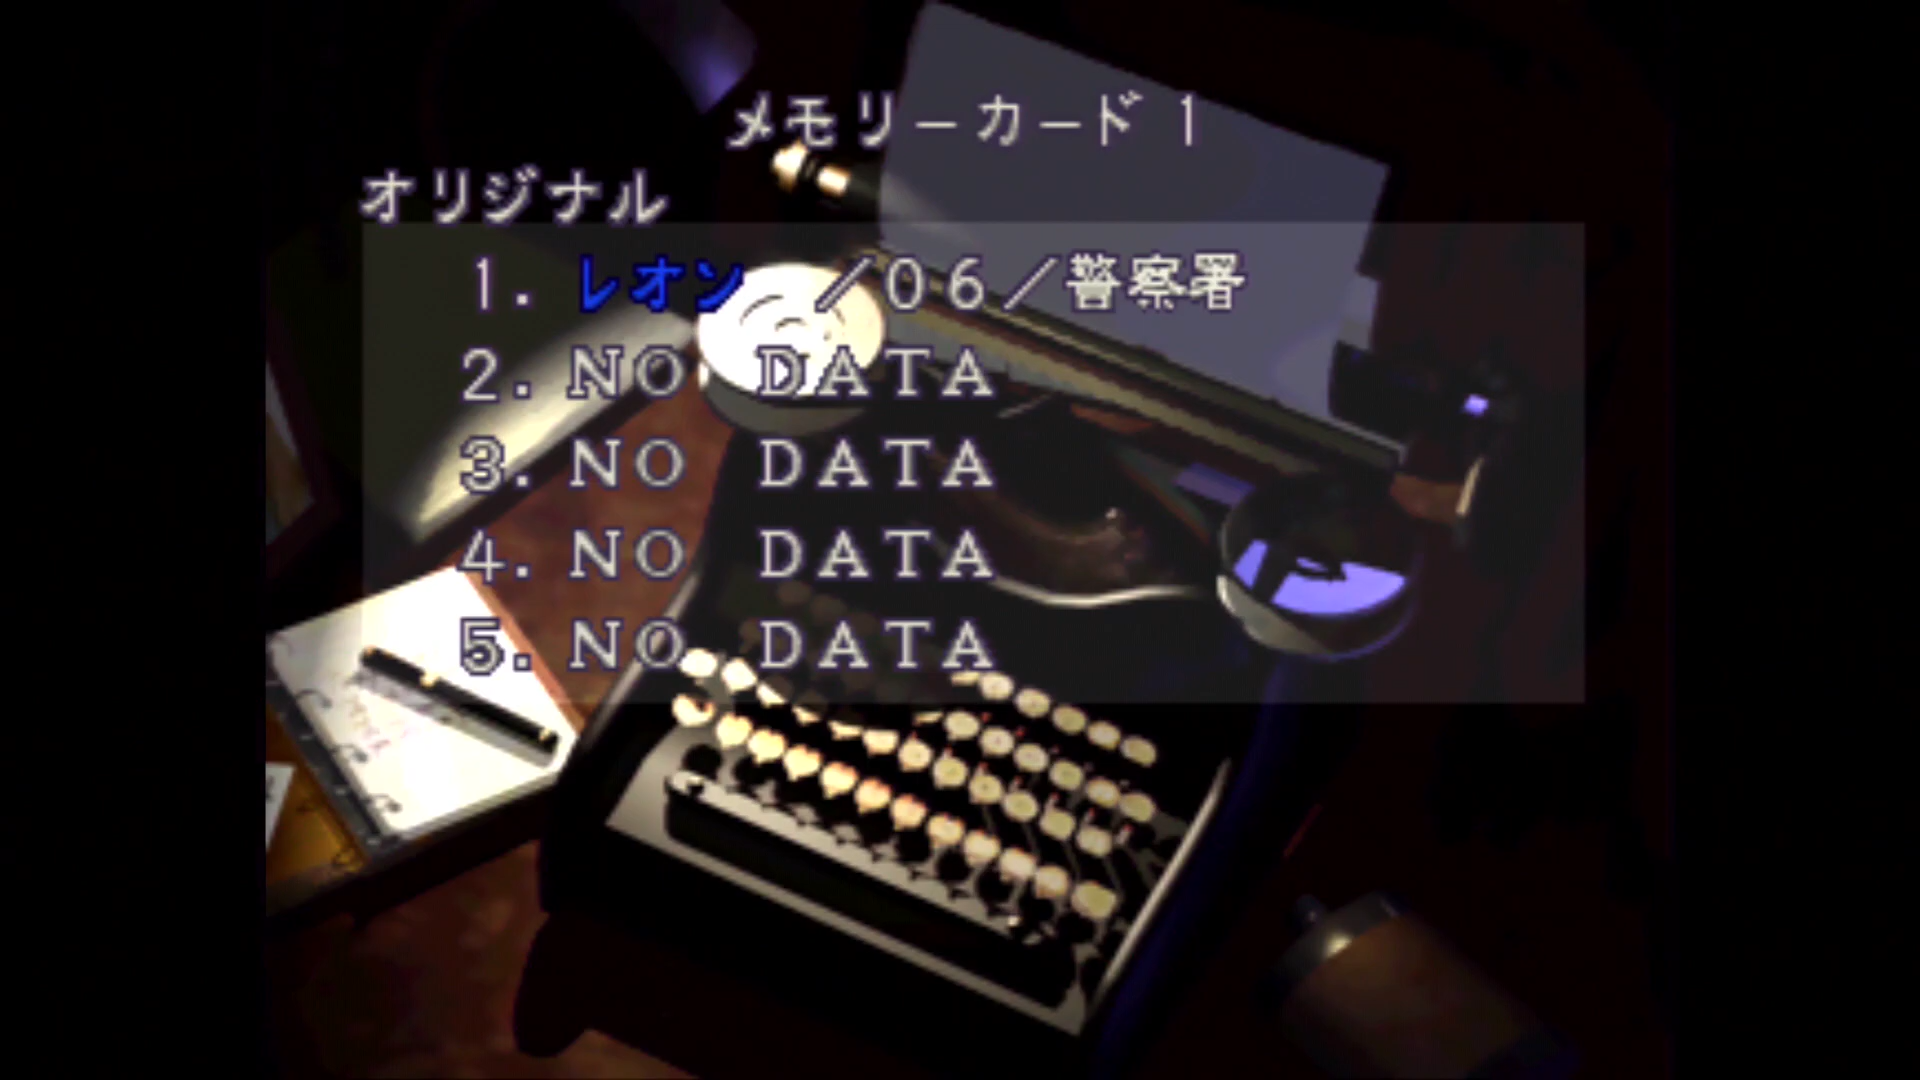 メモリーカード 1
オリジナル
1. レオン ／06／警察署
2. NO DATA
3. NO DATA
4. NO DATA
5. NO DATA